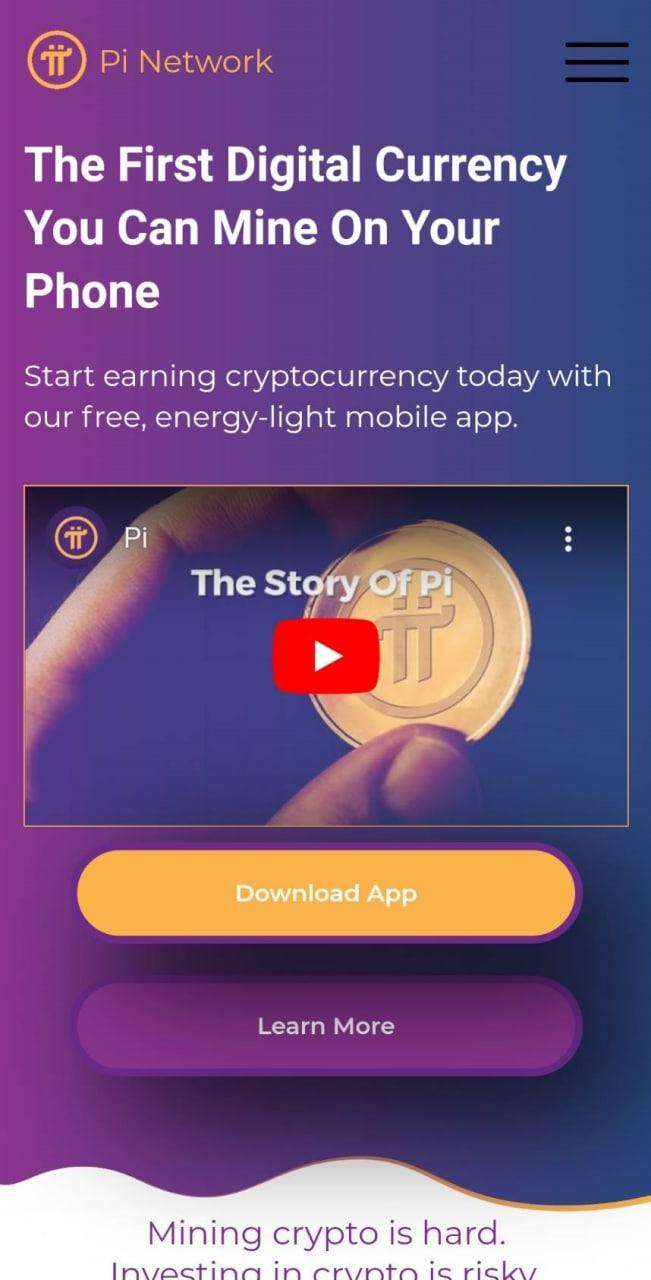 Pi Network
The First Digital Currency
You Can Mine On Your
Phone
Start earning cryptocurrency today with
our free, energy-light mobile app.
Pi
The Story Of Pi
Download App
Learn More
Mining crypto is hard.
Investing in crypto is risky